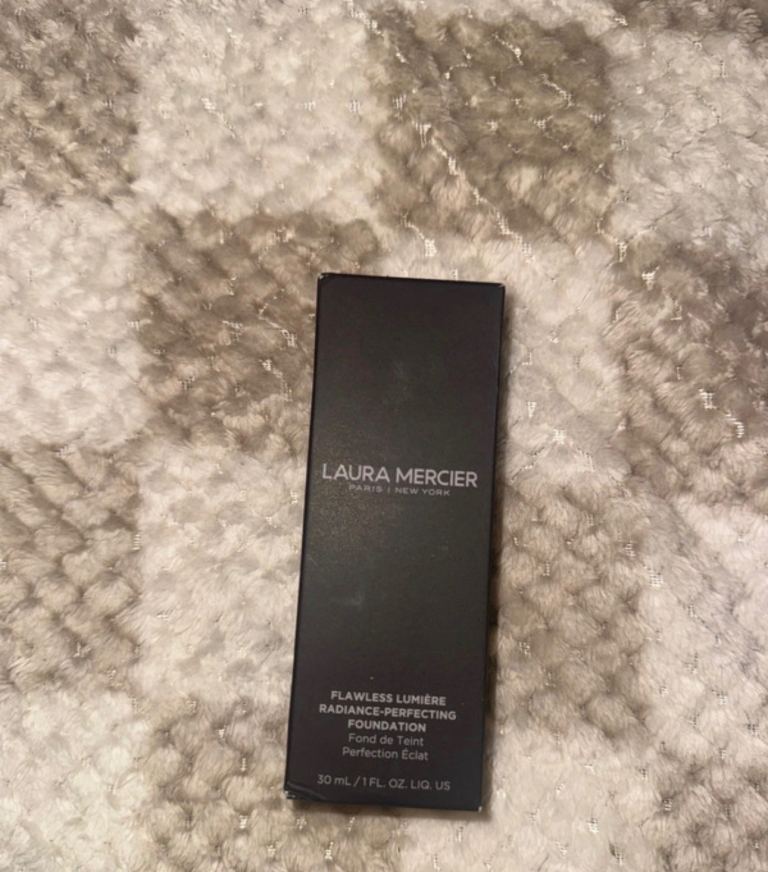 LAURA MERCIER
PARIS | NEW YORK
FLAWLESS LUMIÈRE
RADIANCE-PERFECTING
FOUNDATION
Fond de Teint
Perfection Éclat
30 mL / 1 FL. OZ. LIQ. US